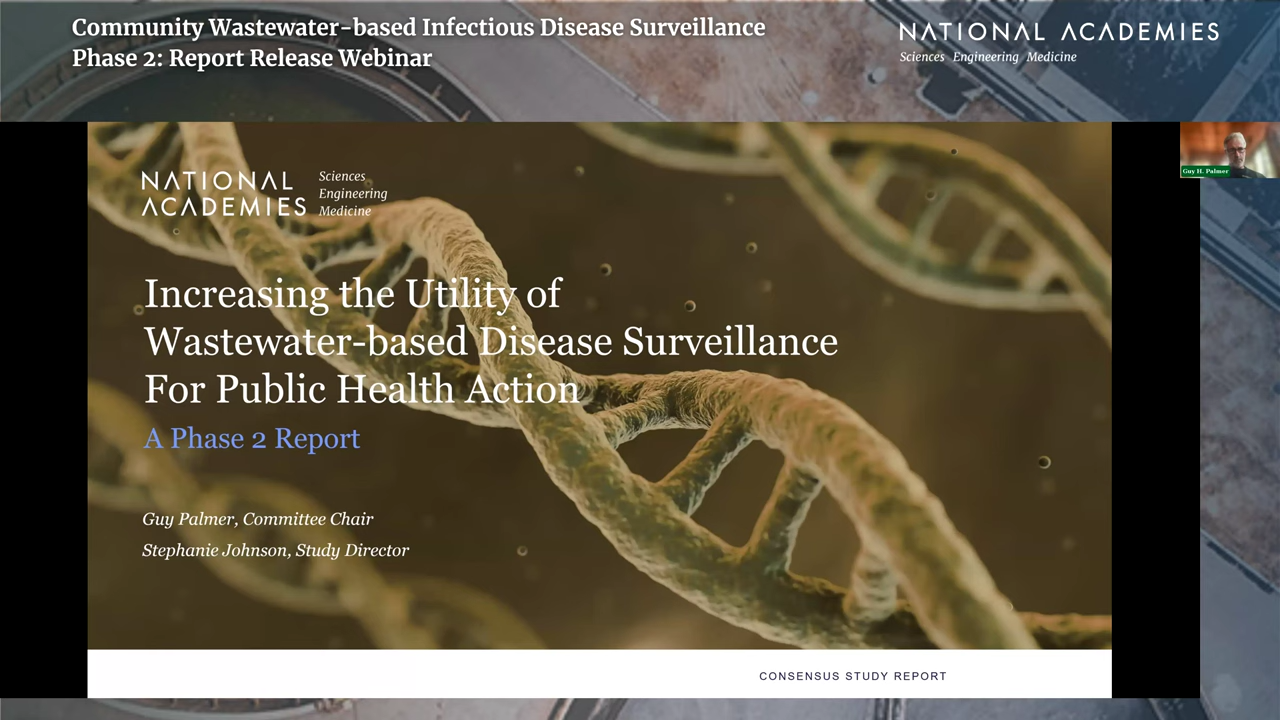 Community Wastewater-based Infectious Disease Surveillance
Phase 2: Report Release Webinar
NATIONAL ACADEMIES
Sciences Engineering Medicine
NATIONAL
ACADEMIES
Sciences
Engineering
Medicine
Increasing the Utility of
Wastewater-based Disease Surveillance
For Public Health Action
A Phase 2 Report
Guy Palmer, Committee Chair
Stephanie Johnson, Study Director
CONSENSUS STUDY REPORT
Guy H. Palmer